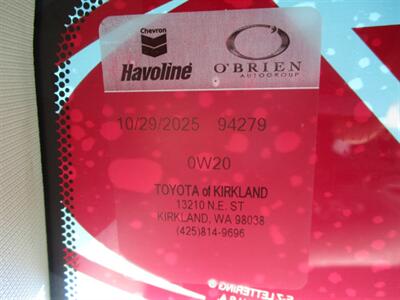 Chevron
Havoline
O'BRIEN
AUTOGROUP
10/29/2025 94279
0W20
TOYOTA of KIRKLAND
13210 N.E. ST
KIRKLAND, WA 98038
(425)814-9696
E-Z LETTERING ®